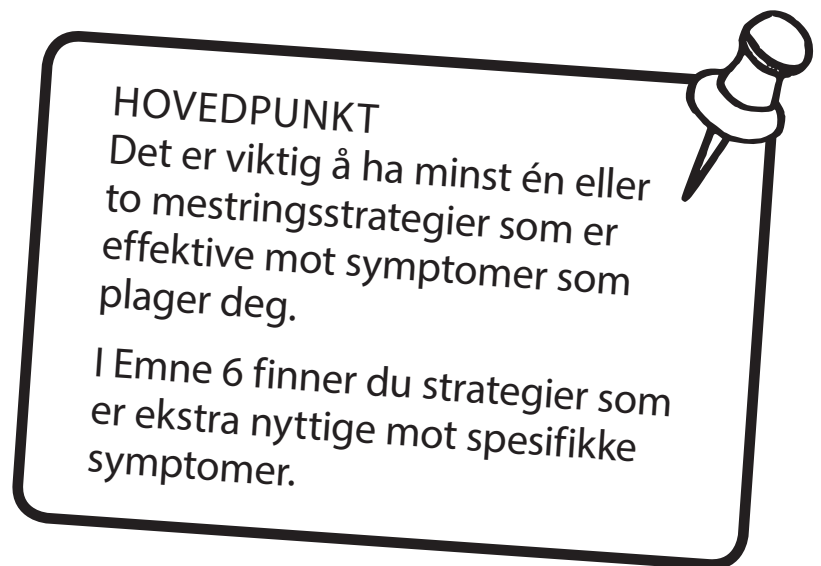 HOVEDPUNKT
Det er viktig å ha minst én eller
to mestringsstrategier som er
effektive mot symptomer som
plager deg.
I Emne 6 finner du strategier som
er ekstra nyttige mot spesifikke
symptomer.